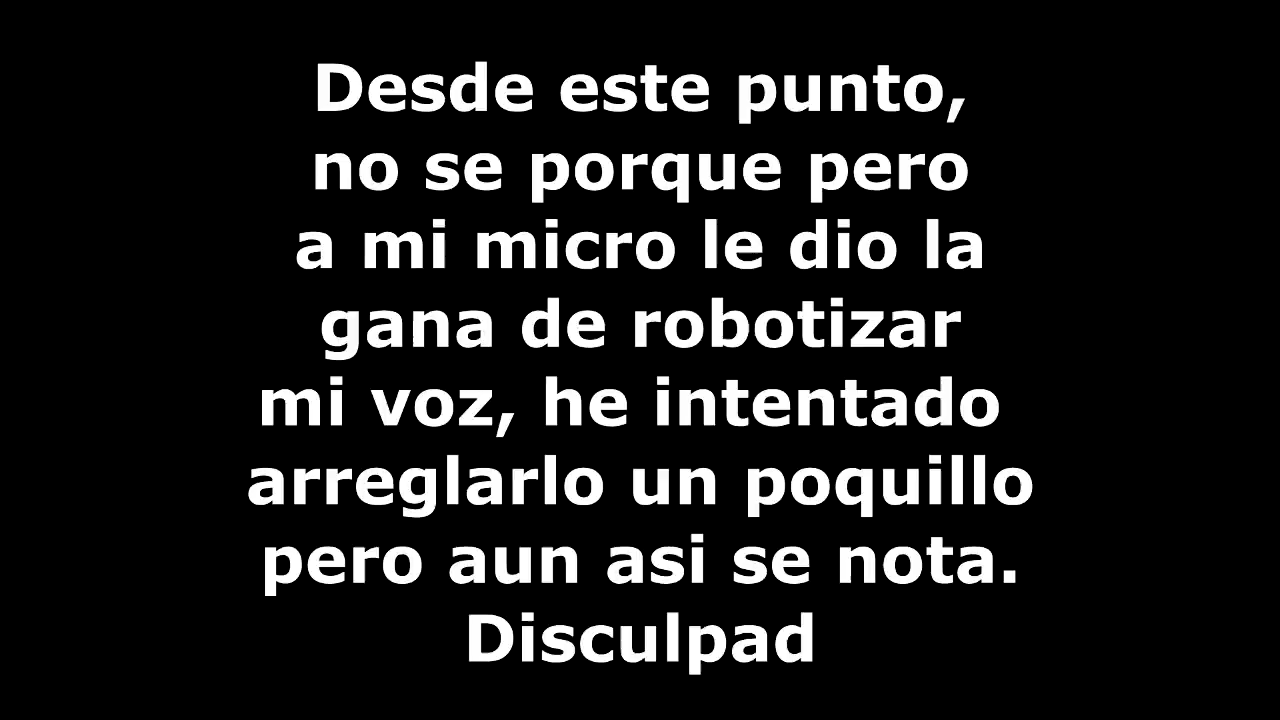 Desde este punto,
no se porque pero
a mi micro le dio la
gana de robotizar
mi voz, he intentado
arreglarlo un poquillo
pero aun asi se nota.
Disculpad